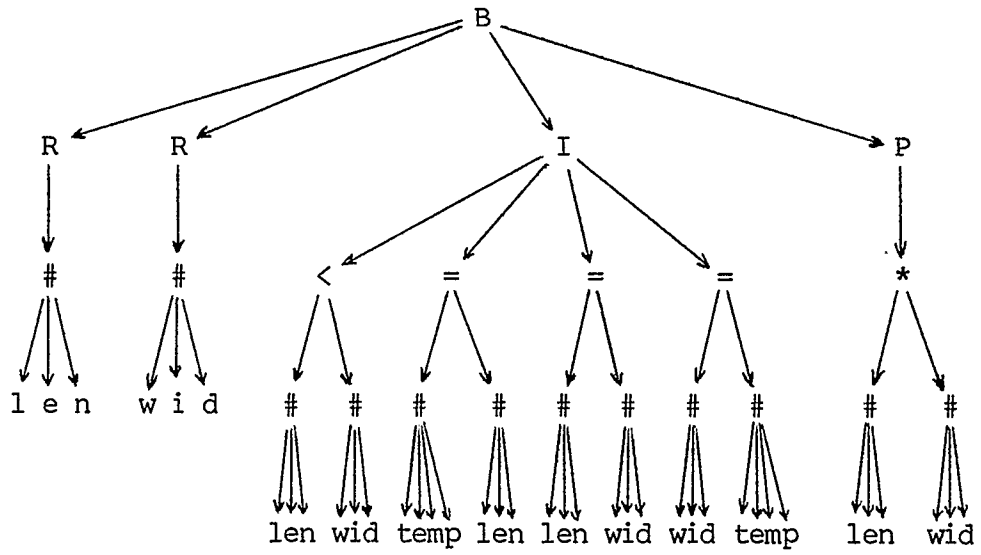 B
R R I P
# # < = = = *
l e n w i d # # # # # # # # # #
len wid temp len len wid wid temp len wid